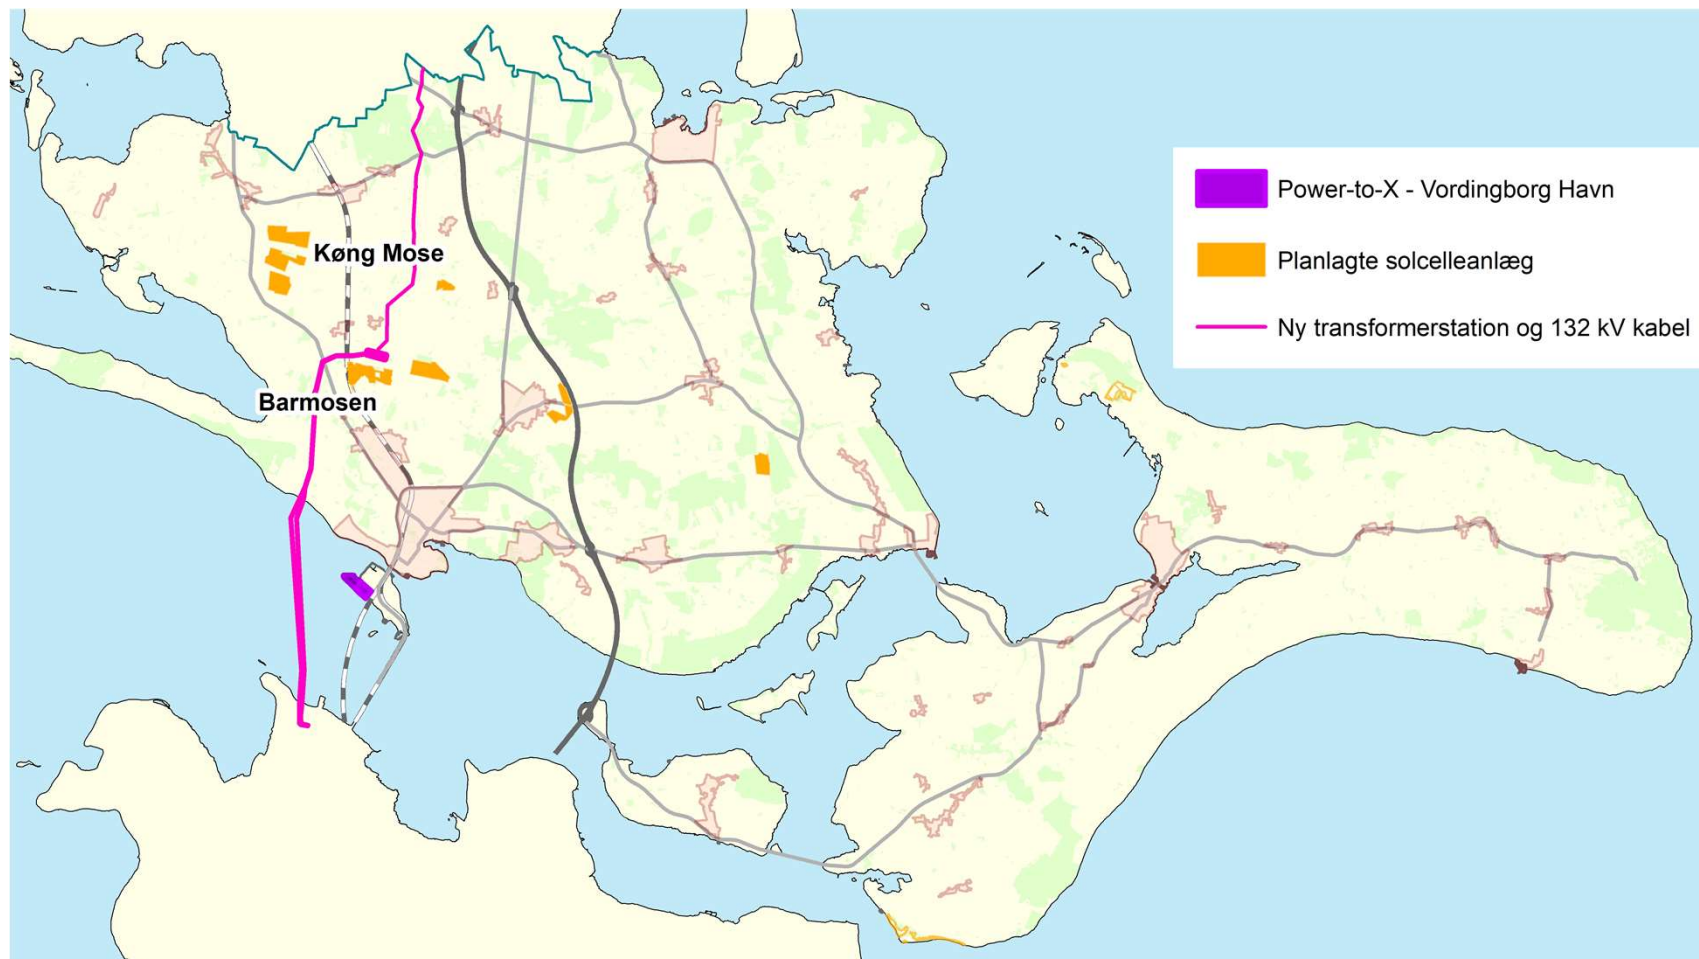 Køng Mose
Barmosen
Power-to-X - Vordingborg Havn
Planlagte solcelleanlæg
Ny transformerstation og 132 kV kabel